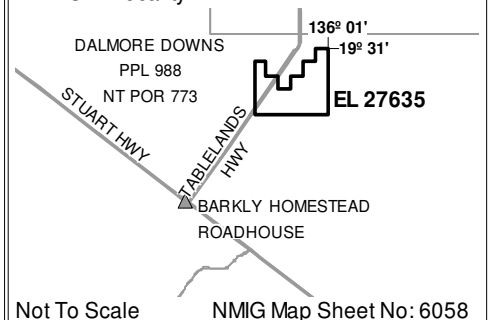 136º 01'
19º 31'
DALMORE DOWNS
PPL 988
NT POR 773
EL 27635
STUART HWY
TABLELANDS
HWY
BARKLY HOMESTEAD
ROADHOUSE
Not To Scale
NMIG Map Sheet No: 6058